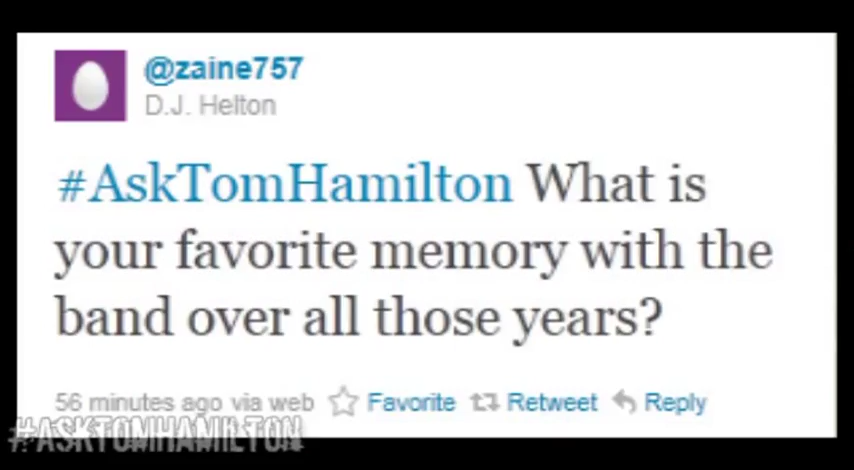 @zaine757
D.J. Helton
#AskTomHamilton What is
your favorite memory with the
band over all those years?
56 minutes ago via web Favorite Retweet Reply
#ASKTOMHAMILTON